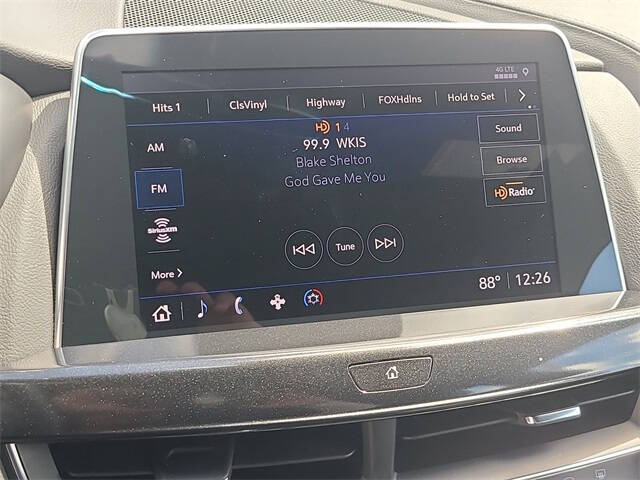 4G LTE
Hits 1 ClsVinyl Highway FOXHdlns Hold to Set
HD 1 4
AM 99.9 WKIS Sound
Blake Shelton Browse
FM God Gave Me You HD Radio
SiriusXM
Tune
More
88° 12:26